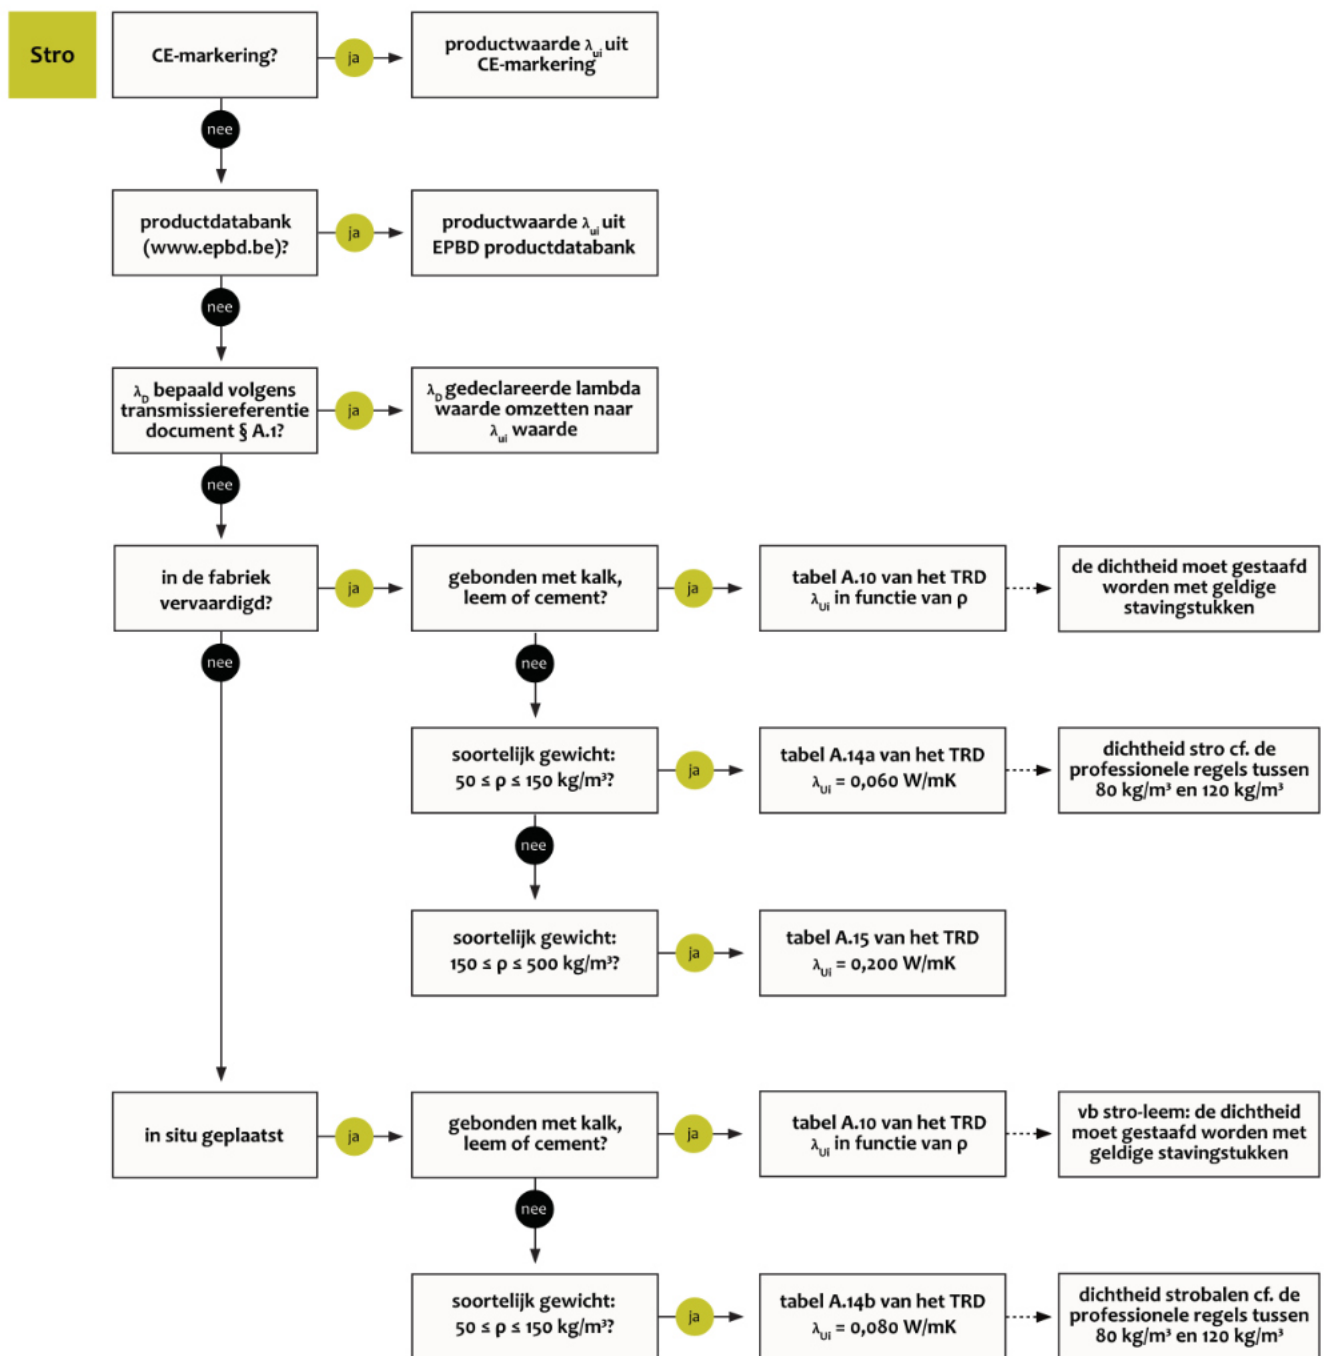 Stro
CE-markering?
ja
productwaarde λui uit
CE-markering
nee
productdatabank
(www.epbd.be)?
ja
productwaarde λui uit
EPBD productdatabank
nee
λD bepaald volgens
transmissiereferentie
document § A.1?
ja
λD gedeclareerde lambda
waarde omzetten naar
λui waarde
nee
in de fabriek
vervaardigd?
ja
gebonden met kalk,
leem of cement?
ja
tabel A.10 van het TRD
λUi in functie van ρ
de dichtheid moet gestaafd
worden met geldige
stavingstukken
nee
nee
soortelijk gewicht:
50 ≤ ρ ≤ 150 kg/m³?
ja
tabel A.14a van het TRD
λUi = 0,060 W/mK
dichtheid stro cf. de
professionele regels tussen
80 kg/m³ en 120 kg/m³
nee
soortelijk gewicht:
150 ≤ ρ ≤ 500 kg/m³?
ja
tabel A.15 van het TRD
λUi = 0,200 W/mK
in situ geplaatst
ja
gebonden met kalk,
leem of cement?
ja
tabel A.10 van het TRD
λUi in functie van ρ
vb stro-leem: de dichtheid
moet gestaafd worden met
geldige stavingstukken
nee
soortelijk gewicht:
50 ≤ ρ ≤ 150 kg/m³?
ja
tabel A.14b van het TRD
λUi = 0,080 W/mK
dichtheid strobalen cf. de
professionele regels tussen
80 kg/m³ en 120 kg/m³